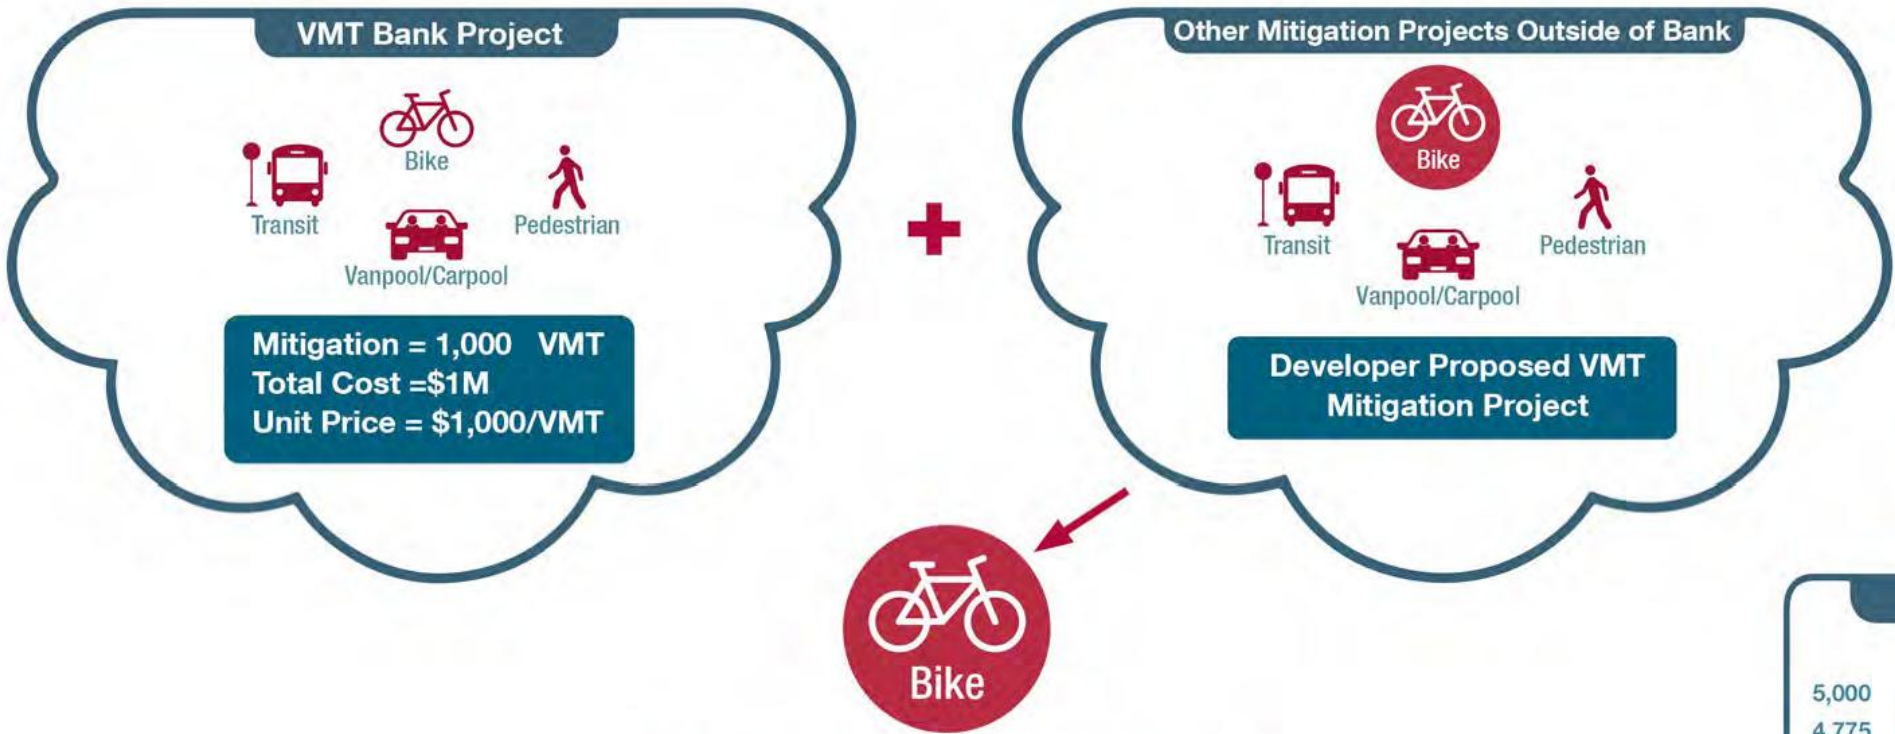 VMT Bank Project
Bike
Transit
Pedestrian
Vanpool/Carpool
Mitigation = 1,000 VMT
Total Cost =$1M
Unit Price = $1,000/VMT
Other Mitigation Projects Outside of Bank
Bike
Transit
Pedestrian
Vanpool/Carpool
Developer Proposed VMT
Mitigation Project
Bike
5,000
4,775